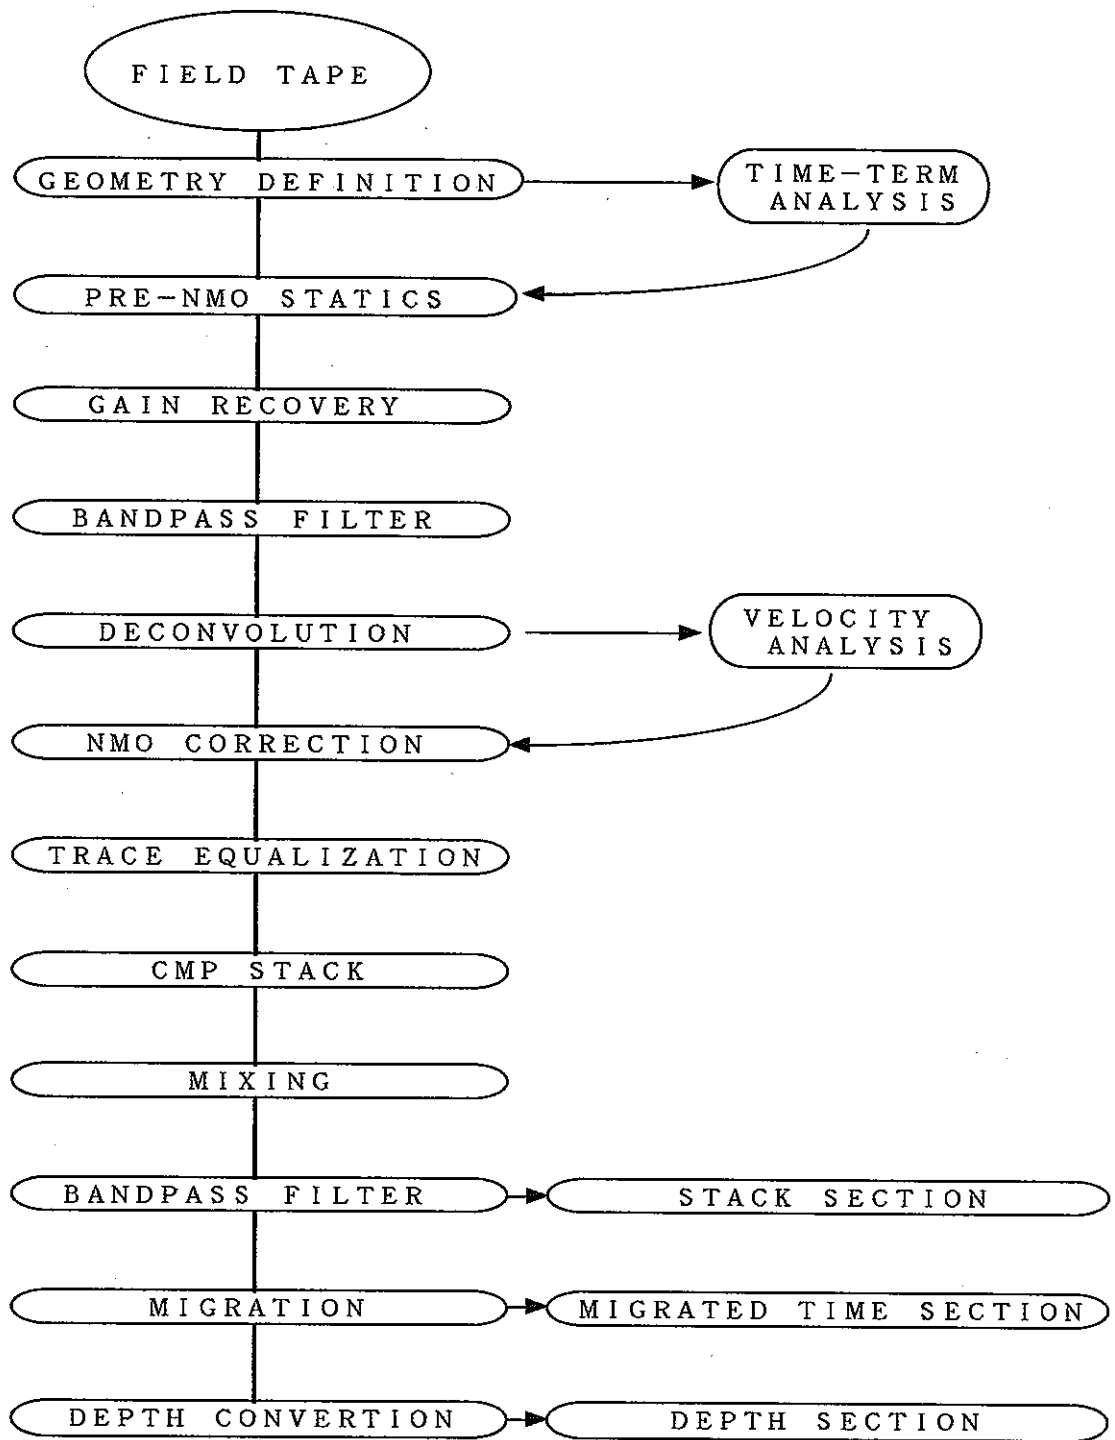 FIELD TAPE
GEOMETRY DEFINITION
TIME-TERM
ANALYSIS
PRE-NMO STATICS
GAIN RECOVERY
BANDPASS FILTER
DECONVOLUTION
VELOCITY
ANALYSIS
NMO CORRECTION
TRACE EQUALIZATION
CMP STACK
MIXING
BANDPASS FILTER
STACK SECTION
MIGRATION
MIGRATED TIME SECTION
DEPTH CONVERTION
DEPTH SECTION